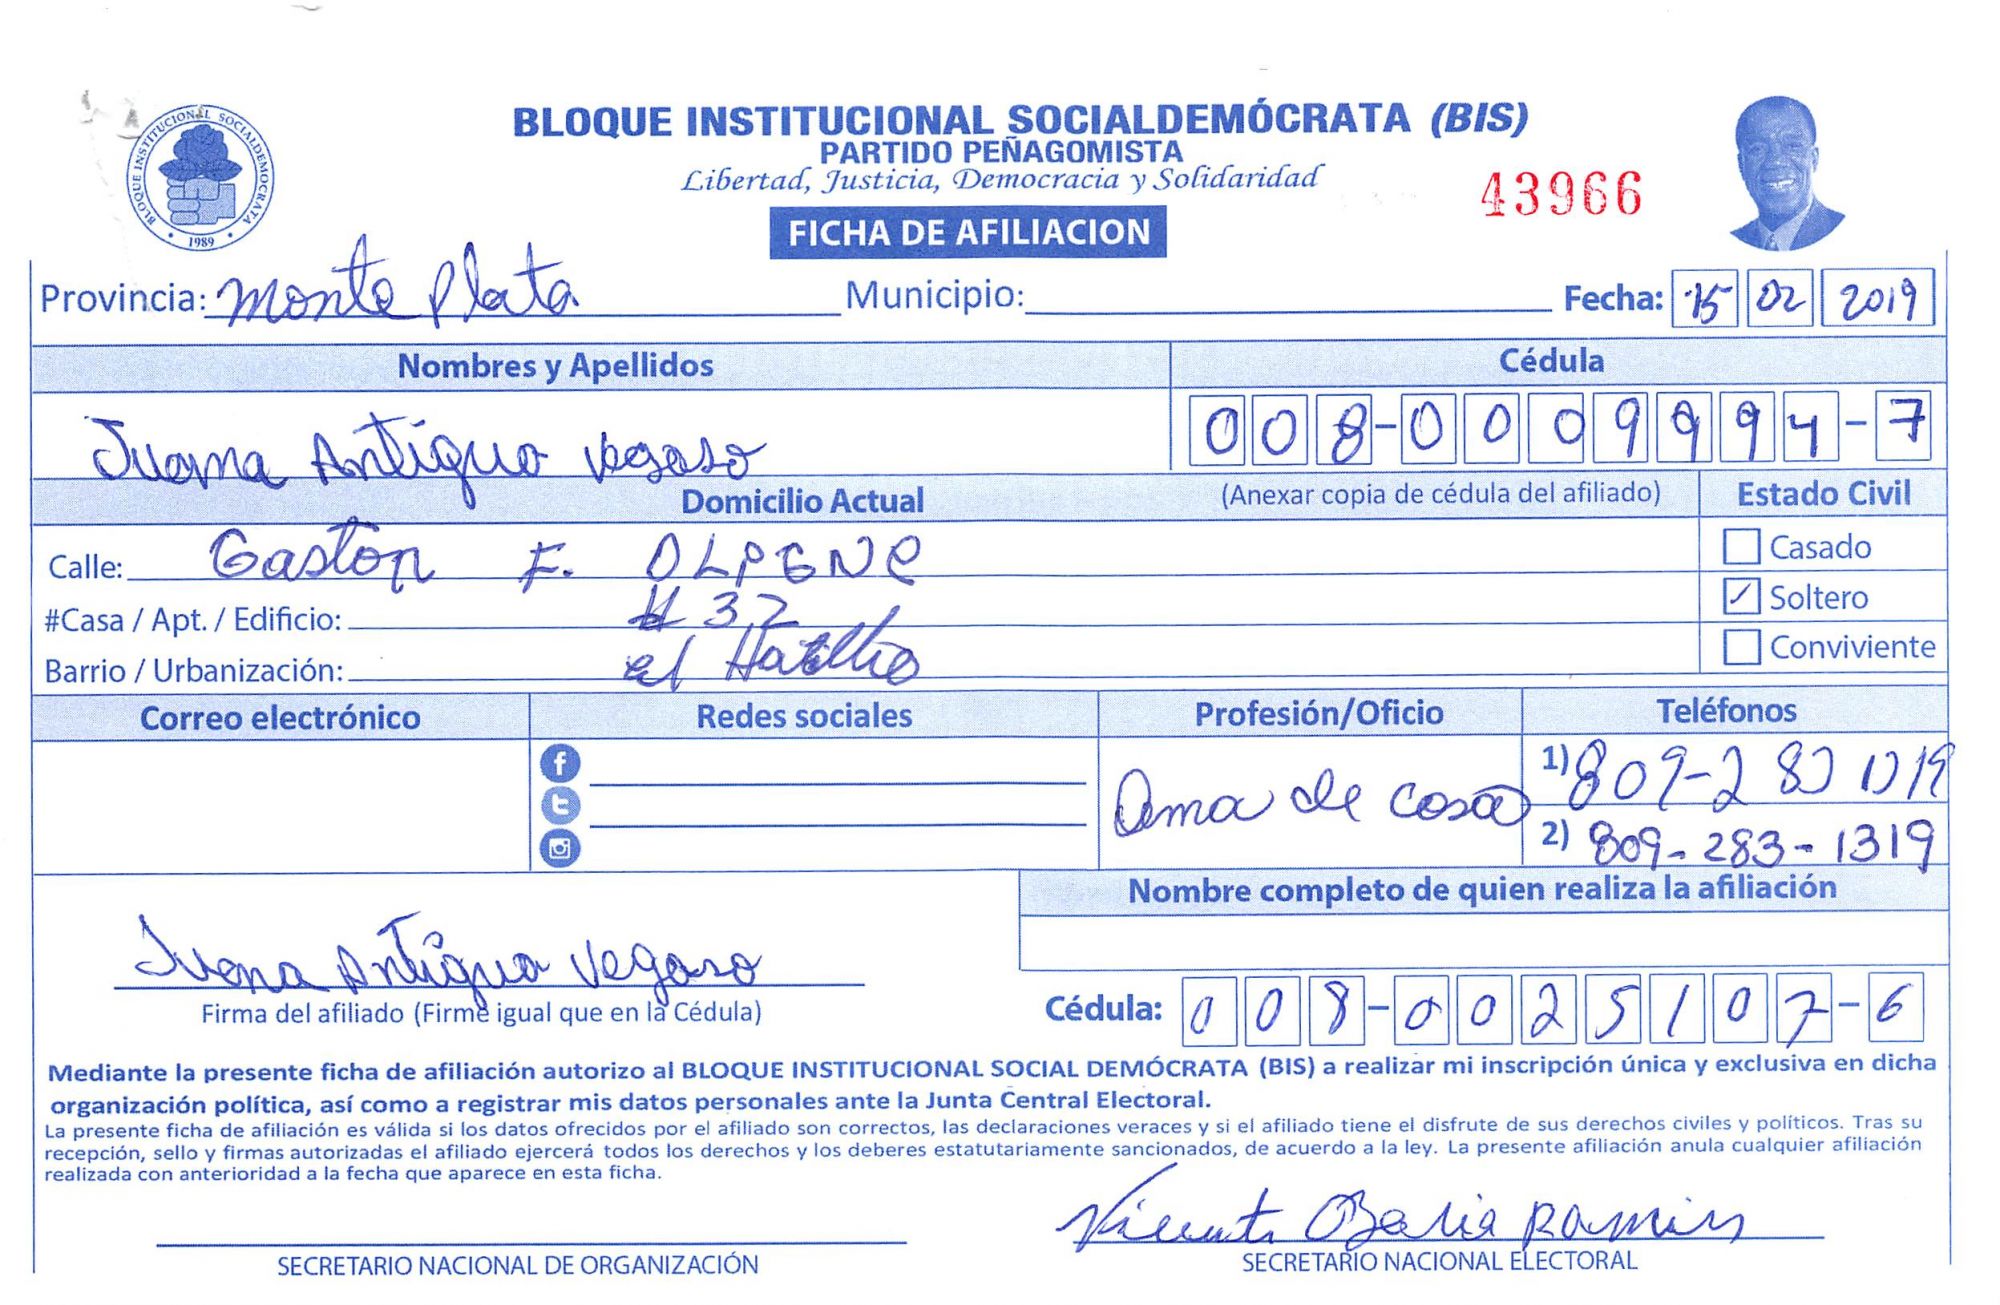 BLOQUE INSTITUCIONAL SOCIALDEMÓCRATA (BIS)
PARTIDO PEÑAGOMISTA
Libertad, Justicia, Democracia y Solidaridad
43966
BLOQUE INSTITUCIONAL SOCIALDEMOCRATA
1989
FICHA DE AFILIACION
Provincia: Monte Plata Municipio: Fecha: 15 02 2019
Nombres y Apellidos Cédula
Juana Antigua Vegaso 008-0009994-7
Domicilio Actual (Anexar copia de cédula del afiliado) Estado Civil
Calle: Gastón F. DLPGNE Casado
#Casa / Apt. / Edificio: # 37 Soltero
Barrio / Urbanización: el Hatillo Conviviente
Correo electrónico Redes sociales Profesión/Oficio Teléfonos
Ama de casa 1) 809-283
2) 809-283-1319
Nombre completo de quien realiza la afiliación
Juana Antigua Vegaso
Firma del afiliado (Firme igual que en la Cédula) Cédula: 008-0025107-6
Mediante la presente ficha de afiliación autorizo al BLOQUE INSTITUCIONAL SOCIAL DEMÓCRATA (BIS) a realizar mi inscripción única y exclusiva en dicha
organización política, así como a registrar mis datos personales ante la Junta Central Electoral.
La presente ficha de afiliación es válida si los datos ofrecidos por el afiliado son correctos, las declaraciones veraces y si el afiliado tiene el disfrute de sus derechos civiles y políticos. Tras su
recepción, sello y firmas autorizadas el afiliado ejercerá todos los derechos y los deberes estatutariamente sancionados, de acuerdo a la ley. La presente afiliación anula cualquier afiliación
realizada con anterioridad a la fecha que aparece en esta ficha.
Vicente
SECRETARIO NACIONAL DE ORGANIZACIÓN SECRETARIO NACIONAL ELECTORAL